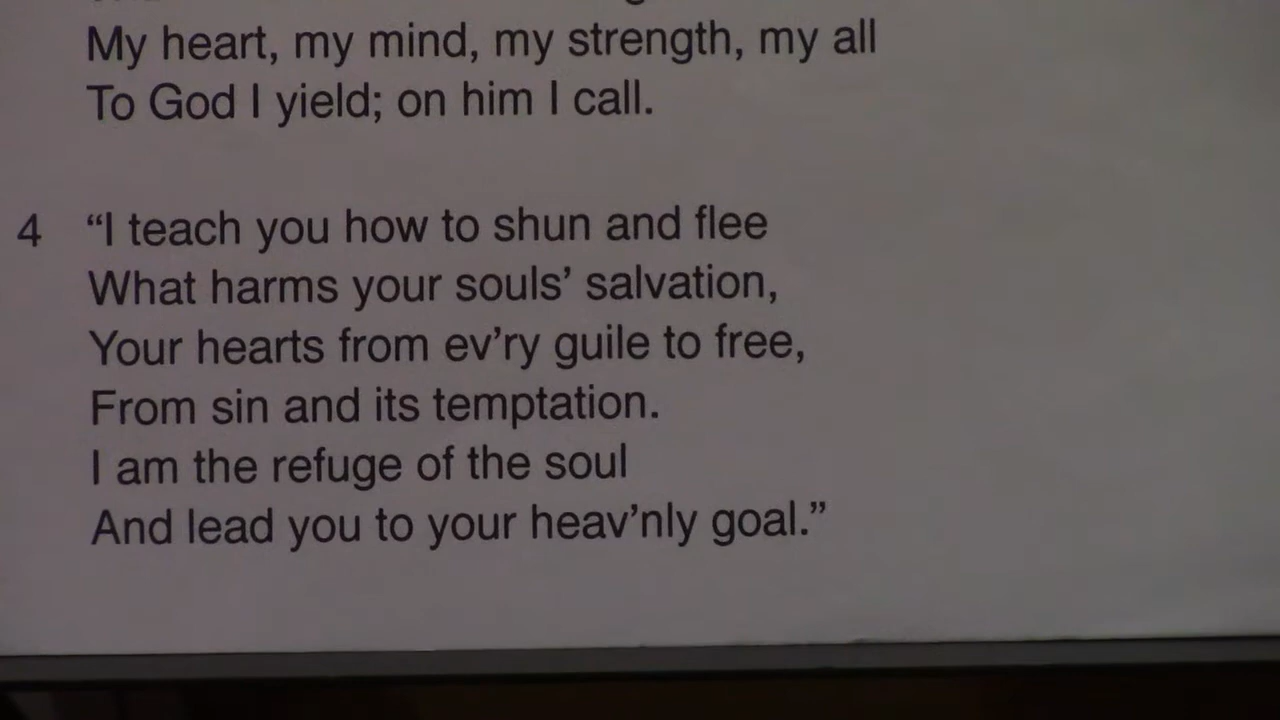 My heart, my mind, my strength, my all
To God I yield; on him I call.
4 “I teach you how to shun and flee
What harms your souls’ salvation,
Your hearts from ev’ry guile to free,
From sin and its temptation.
I am the refuge of the soul
And lead you to your heav’nly goal.”